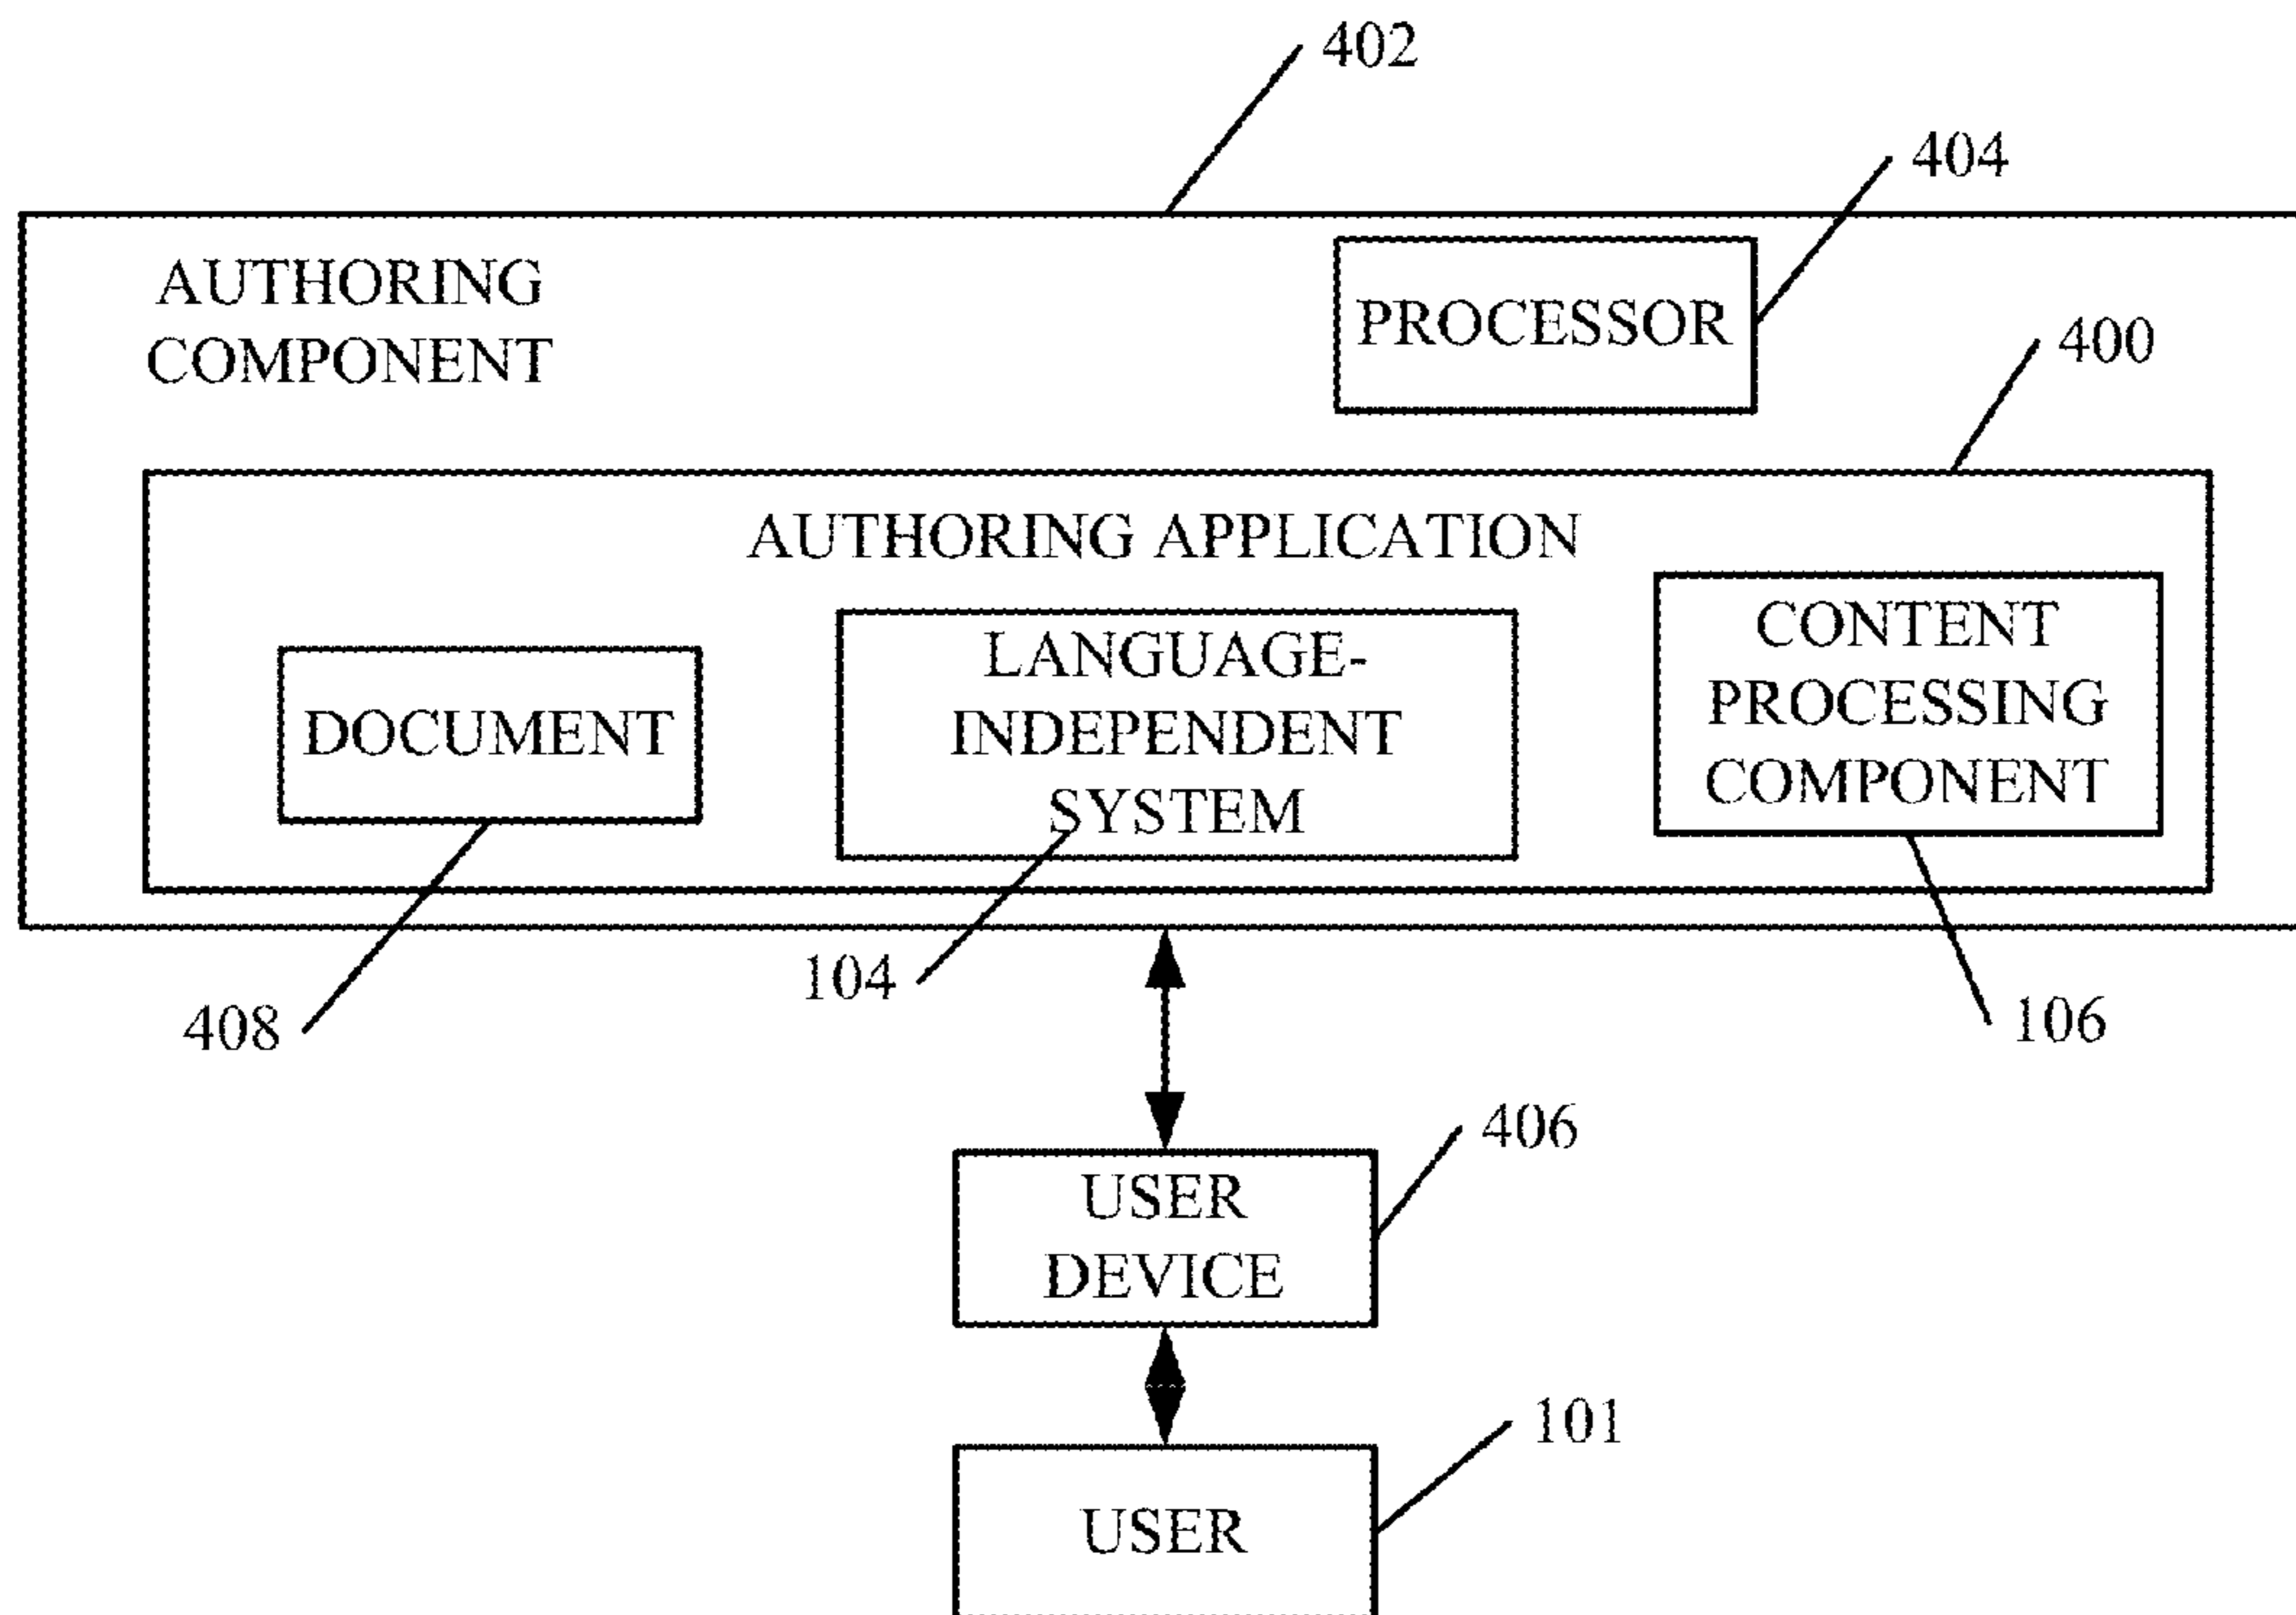 402
404
AUTHORING
COMPONENT
PROCESSOR
400
AUTHORING APPLICATION
DOCUMENT
LANGUAGE-
INDEPENDENT
SYSTEM
CONTENT
PROCESSING
COMPONENT
408
104
106
USER
DEVICE
406
USER
101